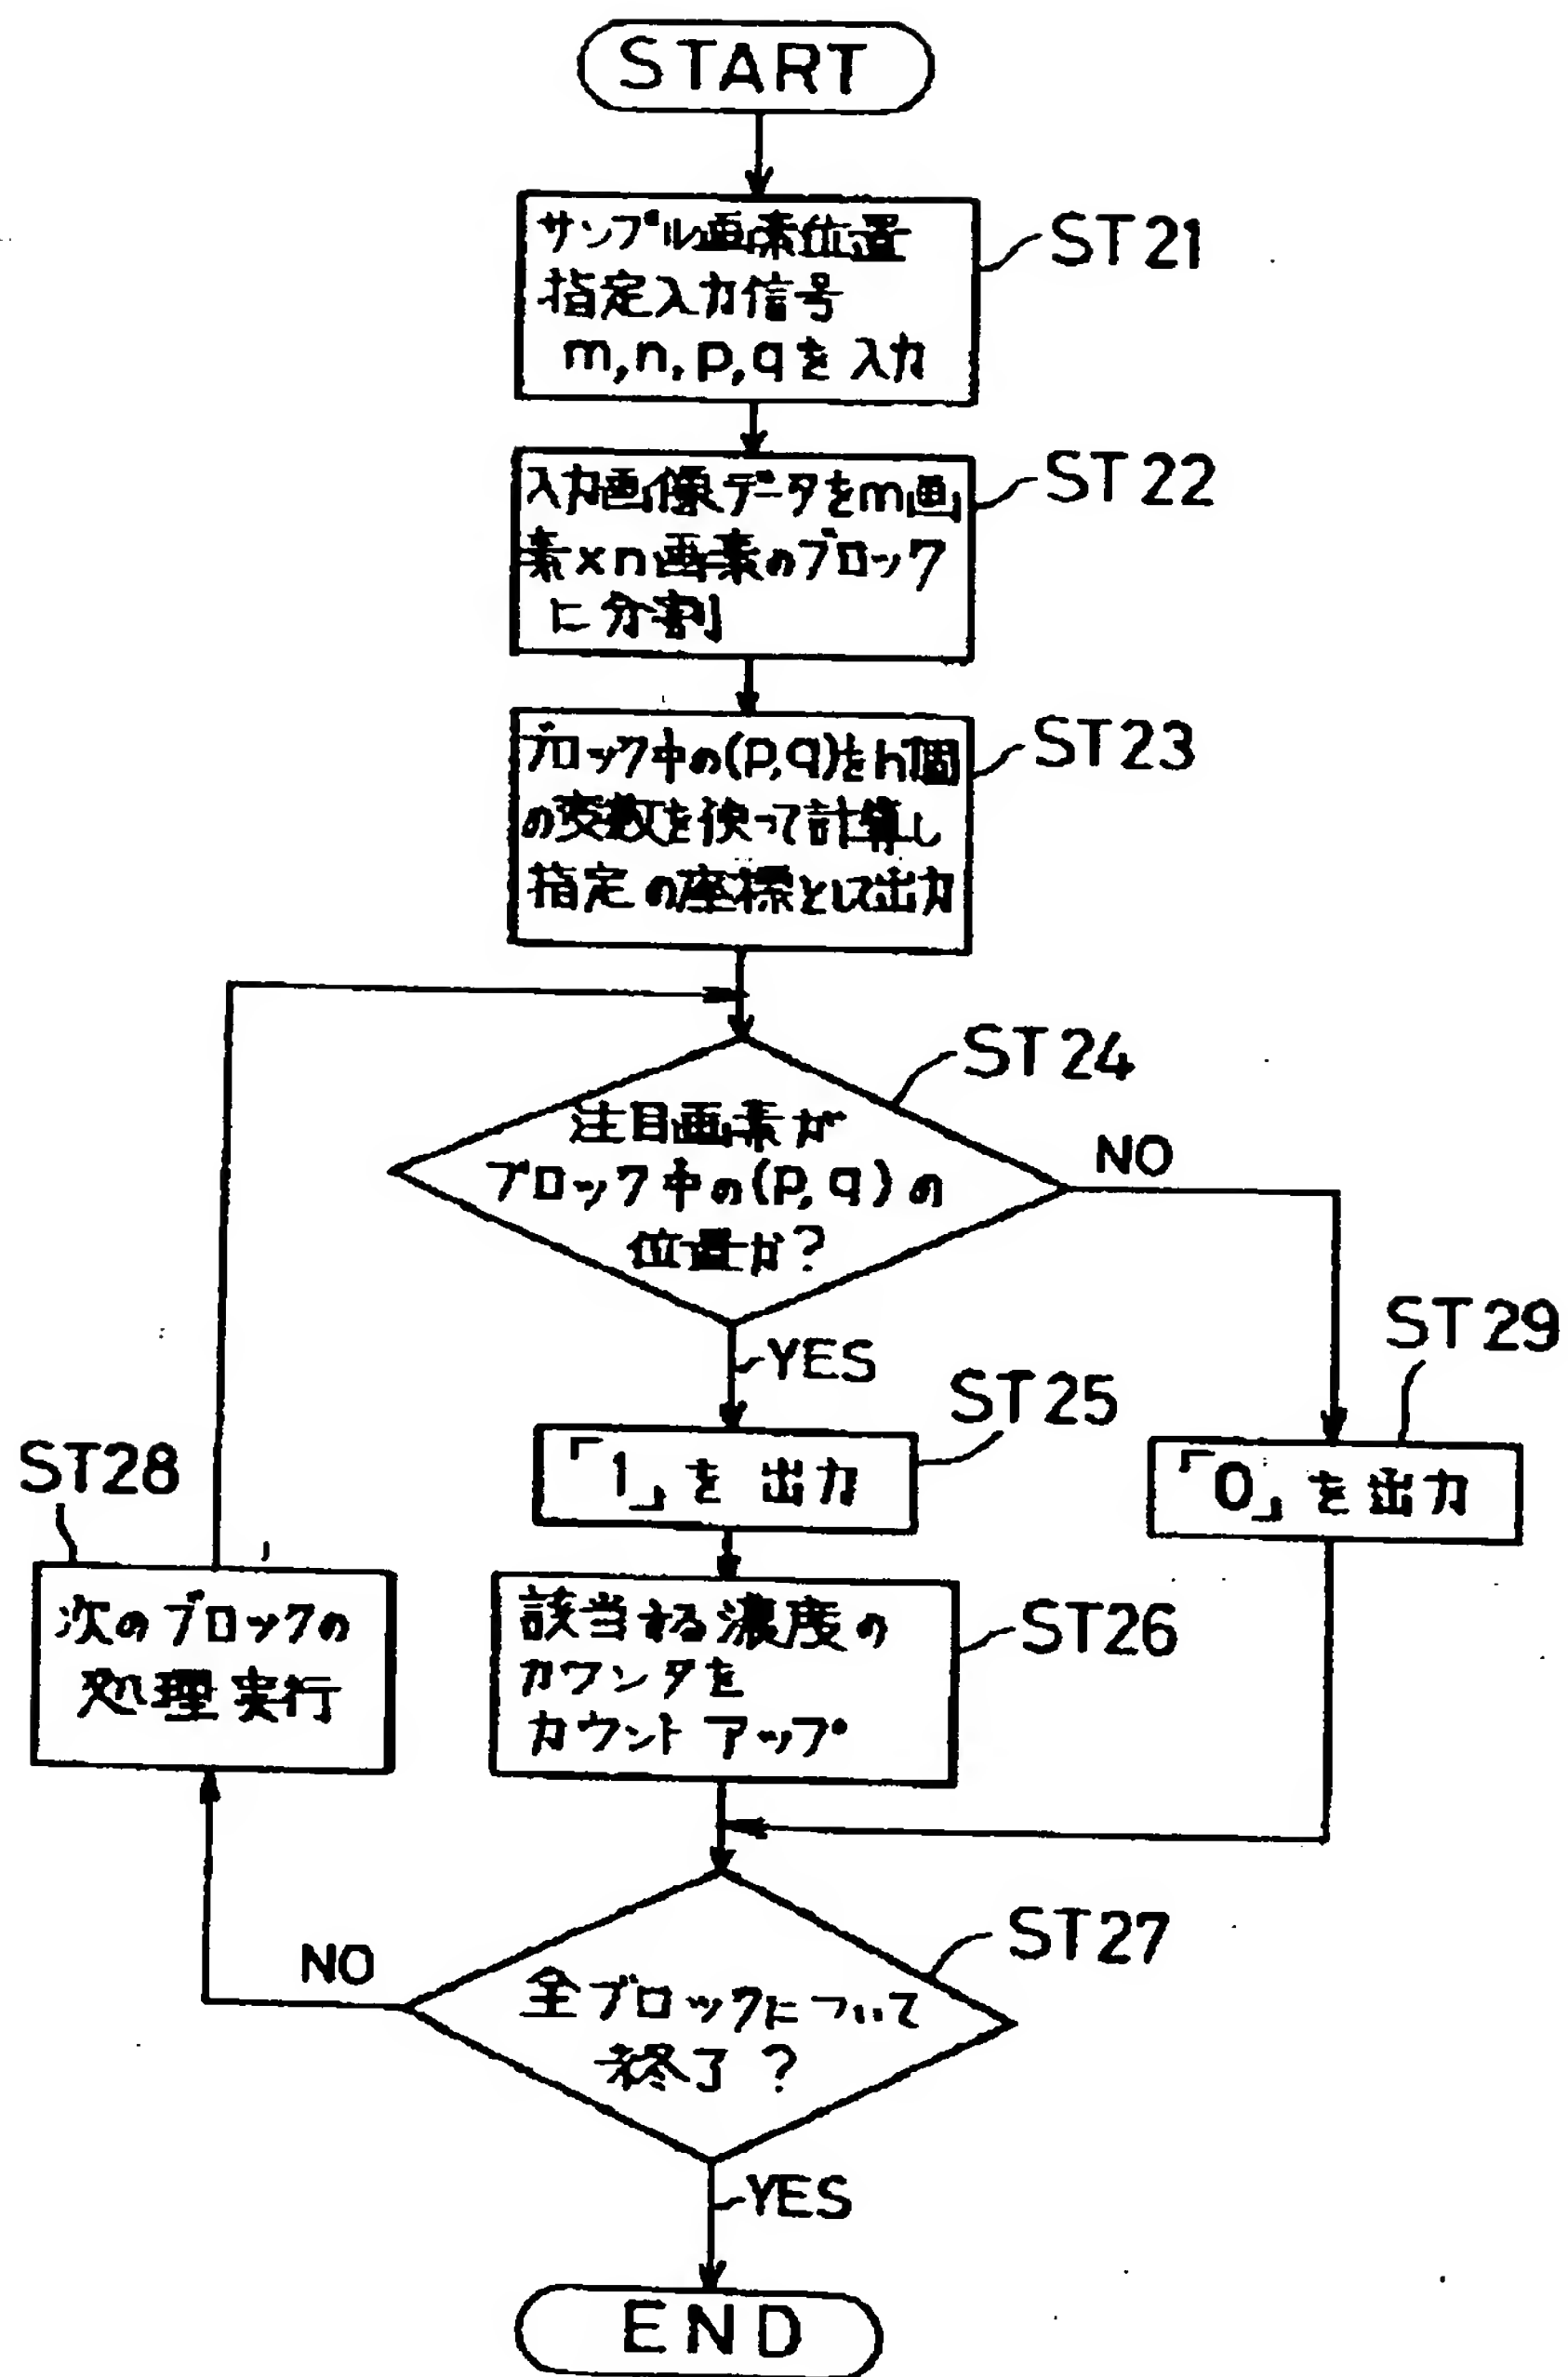 START
サンプル画素位置
指定入力信号
m,n,p,qを入力
ST21
入力画像データをm画
素×n画素のブロック
に分割
ST22
ブロック中の(p,q)をh個
の変数を使って計算し
指定の座標として出力
ST23
ST24
注目画素が
ブロック中の(p,q)の
位置か?
NO
YES
ST25
「1」を出力
ST29
「0」を出力
ST28
次のブロックの
処理実行
該当する濃度の
カウンタを
カウントアップ
ST26
ST27
全ブロックについて
終了?
NO
YES
END